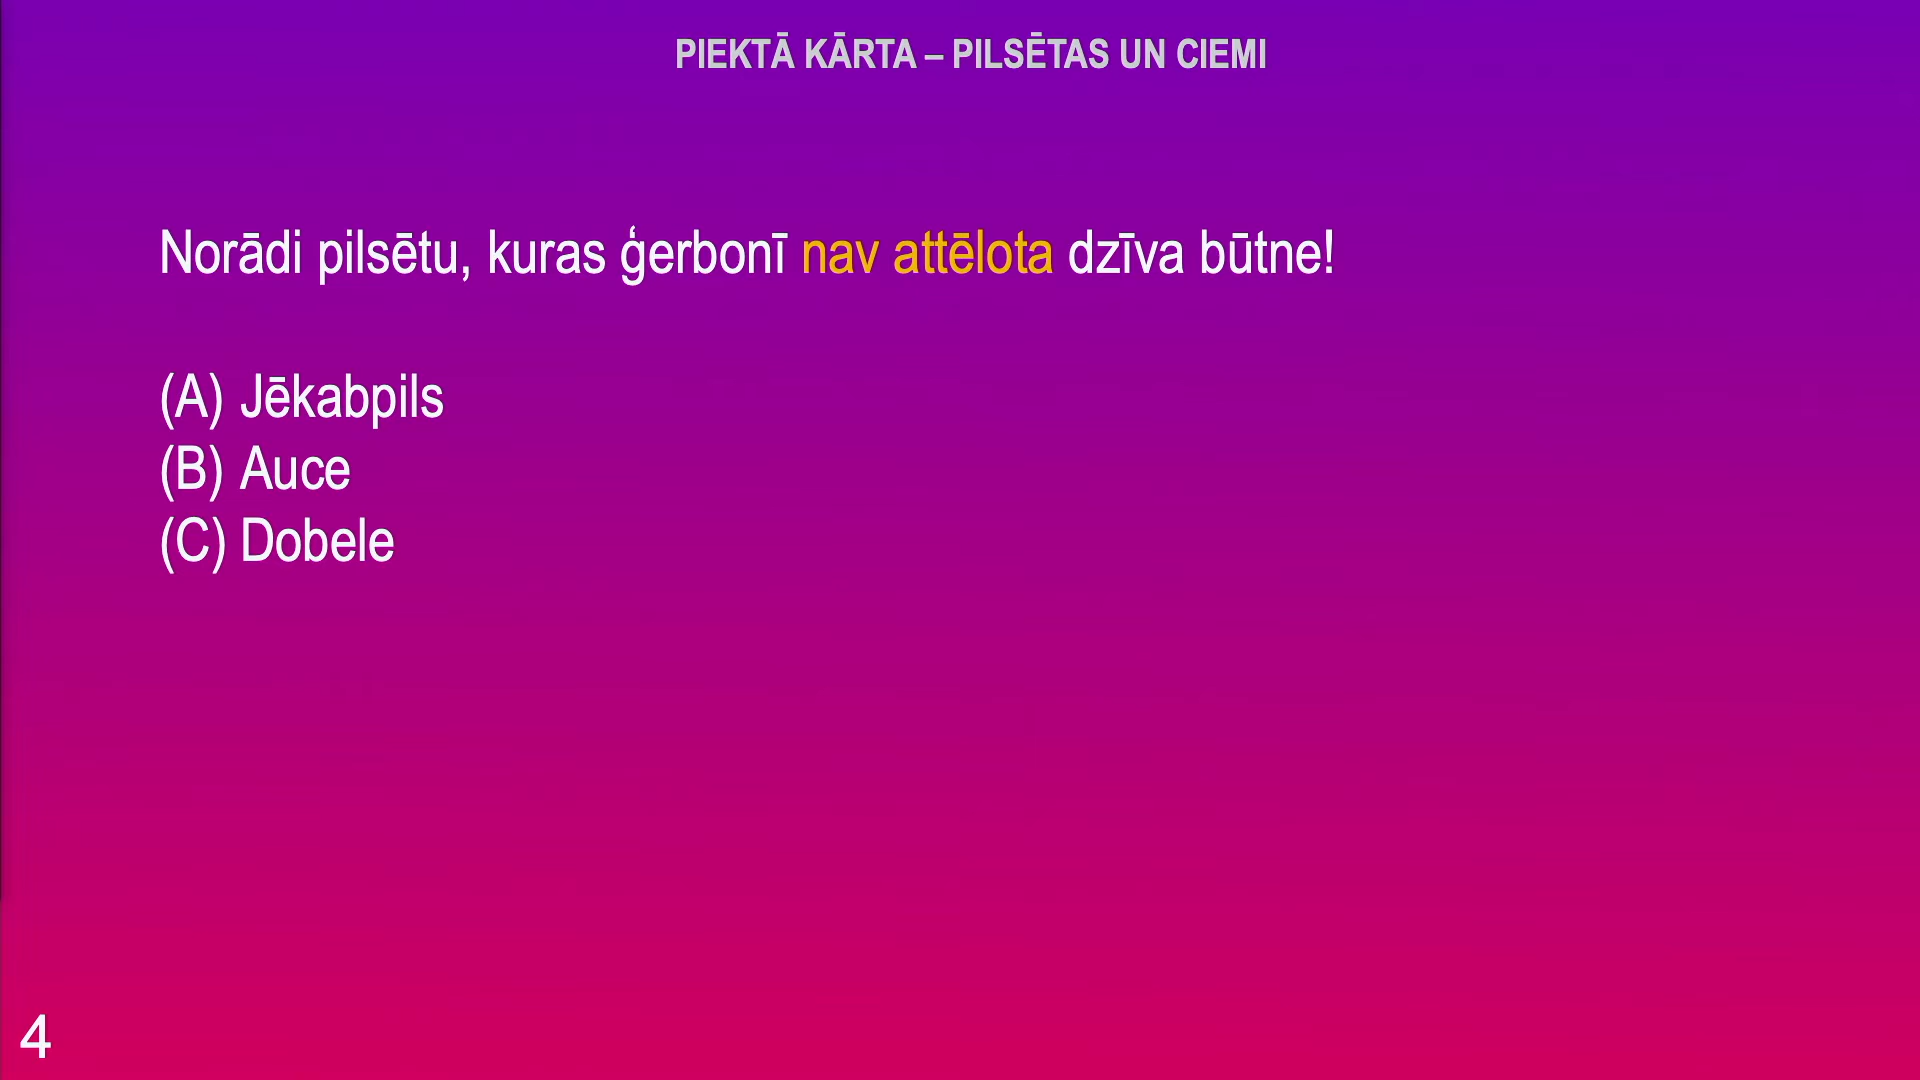 PIEKTĀ KĀRTA – PILSĒTAS UN CIEMI
Norādi pilsētu, kuras ģerbonī nav attēlota dzīva būtne!
(A) Jēkabpils
(B) Auce
(C) Dobele
4